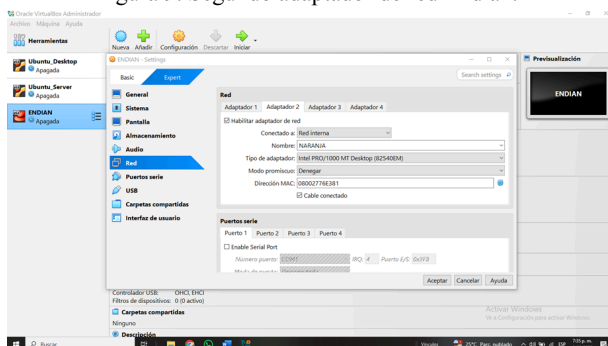 Oracle VirtualBox Administrador
Archivo Máquina Ayuda
Herramientas
Nueva Añadir Configuración Descartar Iniciar
Ubuntu_Desktop
Apagada
Ubuntu_Server
Apagada
ENDIAN
Apagada
Previsualización
ENDIAN
ENDIAN - Settings
Basic Expert
Search settings
General
Sistema
Pantalla
Almacenamiento
Audio
Red
Puertos serie
USB
Carpetas compartidas
Interfaz de usuario
Red
Adaptador 1 Adaptador 2 Adaptador 3 Adaptador 4
Habilitar adaptador de red
Conectado a: Red interna
Nombre: NARANJA
Tipo de adaptador: Intel PRO/1000 MT Desktop (82540EM)
Modo promiscuo: Denegar
Dirección MAC: 08002776E381
Cable conectado
Puertos serie
Puerto 1 Puerto 2 Puerto 3 Puerto 4
Enable Serial Port
Número puerto: COM1 IRQ: 4 Puerto E/S: 0x3F8
Aceptar Cancelar Ayuda
Controlador USB: OHCI, EHCI
Filtros de dispositivos: 0 (0 activo)
Carpetas compartidas
Ninguno
Descripción
Activar Windows
Ve a Configuración para activar Windows.
Buscar
25°C Parc. nublado
ESP
7:35 p. m.